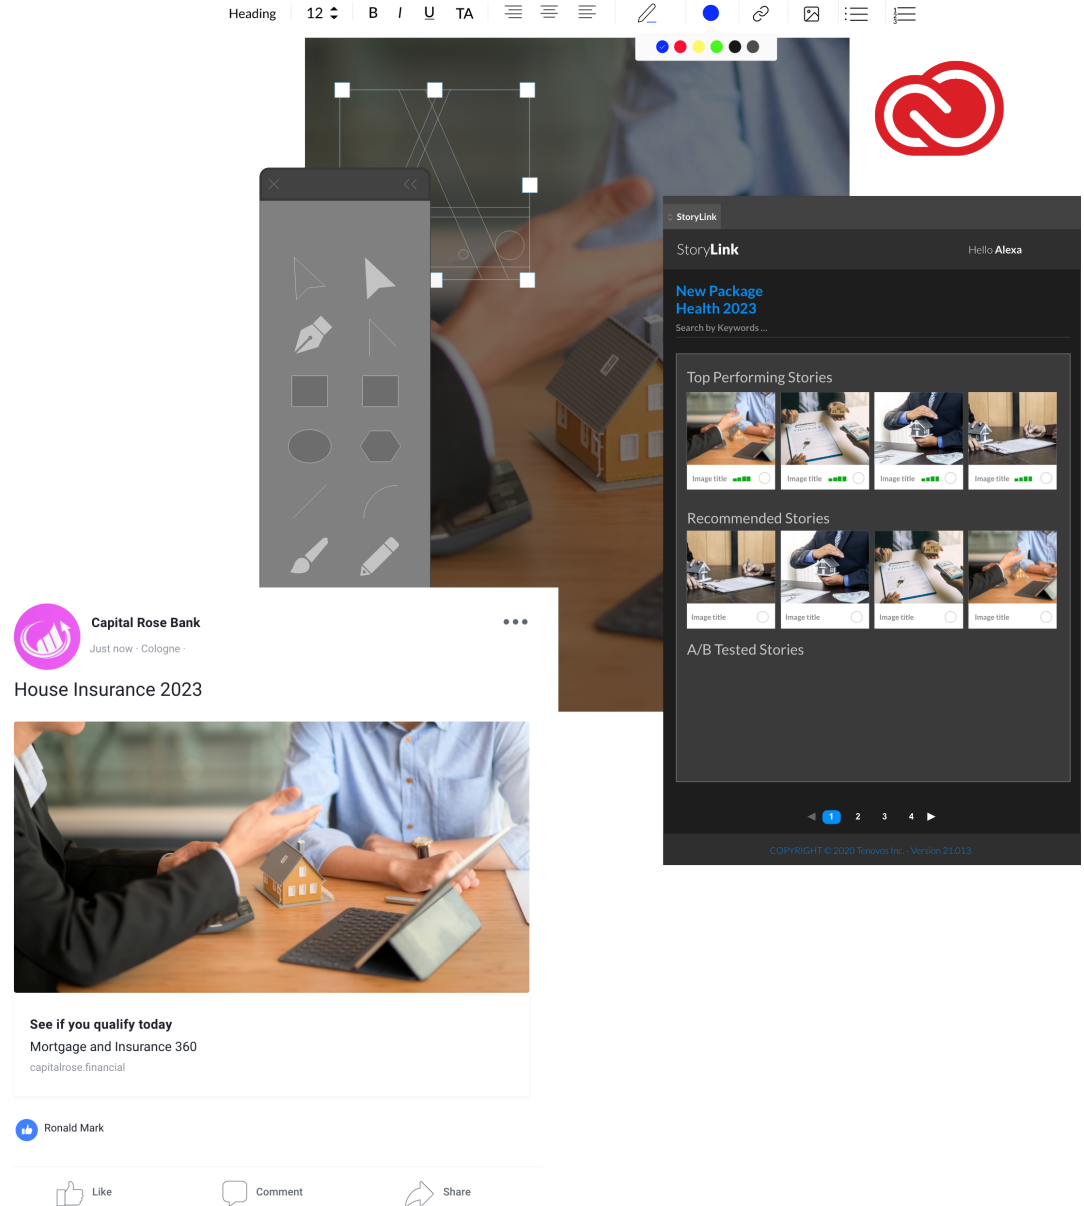 Heading 12 B I U TA
1
2
3
StoryLink
StoryLink Hello Alexa
New Package
Health 2023
Search by Keywords ...
Top Performing Stories
Image title Image title Image title Image title
Recommended Stories
Image title Image title Image title Image title
A/B Tested Stories
1 2 3 4
COPYRIGHT © 2020 Tenovos Inc. - Version 21.013
Capital Rose Bank
Just now · Cologne ·
House Insurance 2023
See if you qualify today
Mortgage and Insurance 360
capitalrose.financial
Ronald Mark
Like Comment Share